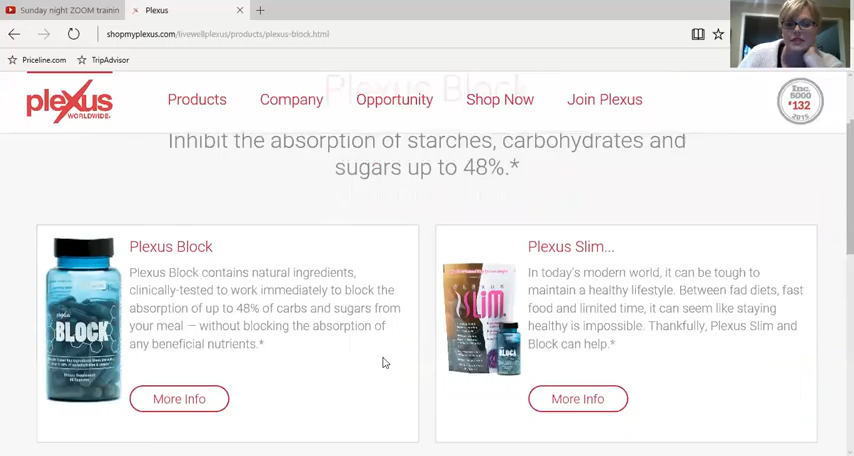 Sunday night ZOOM trainin
Plexus
shopmyplexus.com/livewellplexus/products/plexus-block.html
Priceline.com
TripAdvisor
plexus
WORLDWIDE
Products
Company
Opportunity
Shop Now
Join Plexus
Inc.
5000
#132
2015
Plexus Block
Inhibit the absorption of starches, carbohydrates and
sugars up to 48%.*
Plexus Block
Plexus Block contains natural ingredients,
clinically-tested to work immediately to block the
absorption of up to 48% of carbs and sugars from
your meal — without blocking the absorption of
any beneficial nutrients.*
More Info
plexus
BLOCK
Plexus Slim...
In today's modern world, it can be tough to
maintain a healthy lifestyle. Between fad diets, fast
food and limited time, it can seem like staying
healthy is impossible. Thankfully, Plexus Slim and
Block can help.*
More Info
PLEXUS
Slim
BLOCK